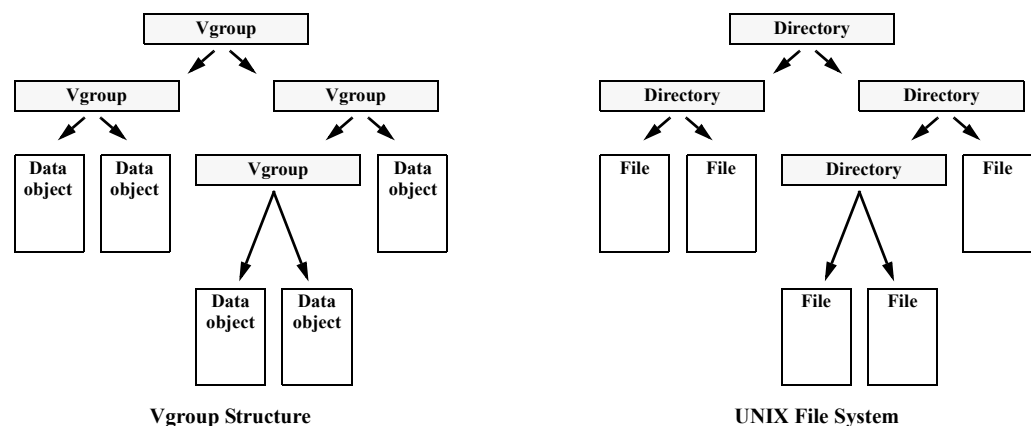 Vgroup
Vgroup
Vgroup
Data
object
Data
object
Vgroup
Data
object
Data
object
Data
object
Vgroup Structure
Directory
Directory
Directory
File
File
Directory
File
File
File
UNIX File System